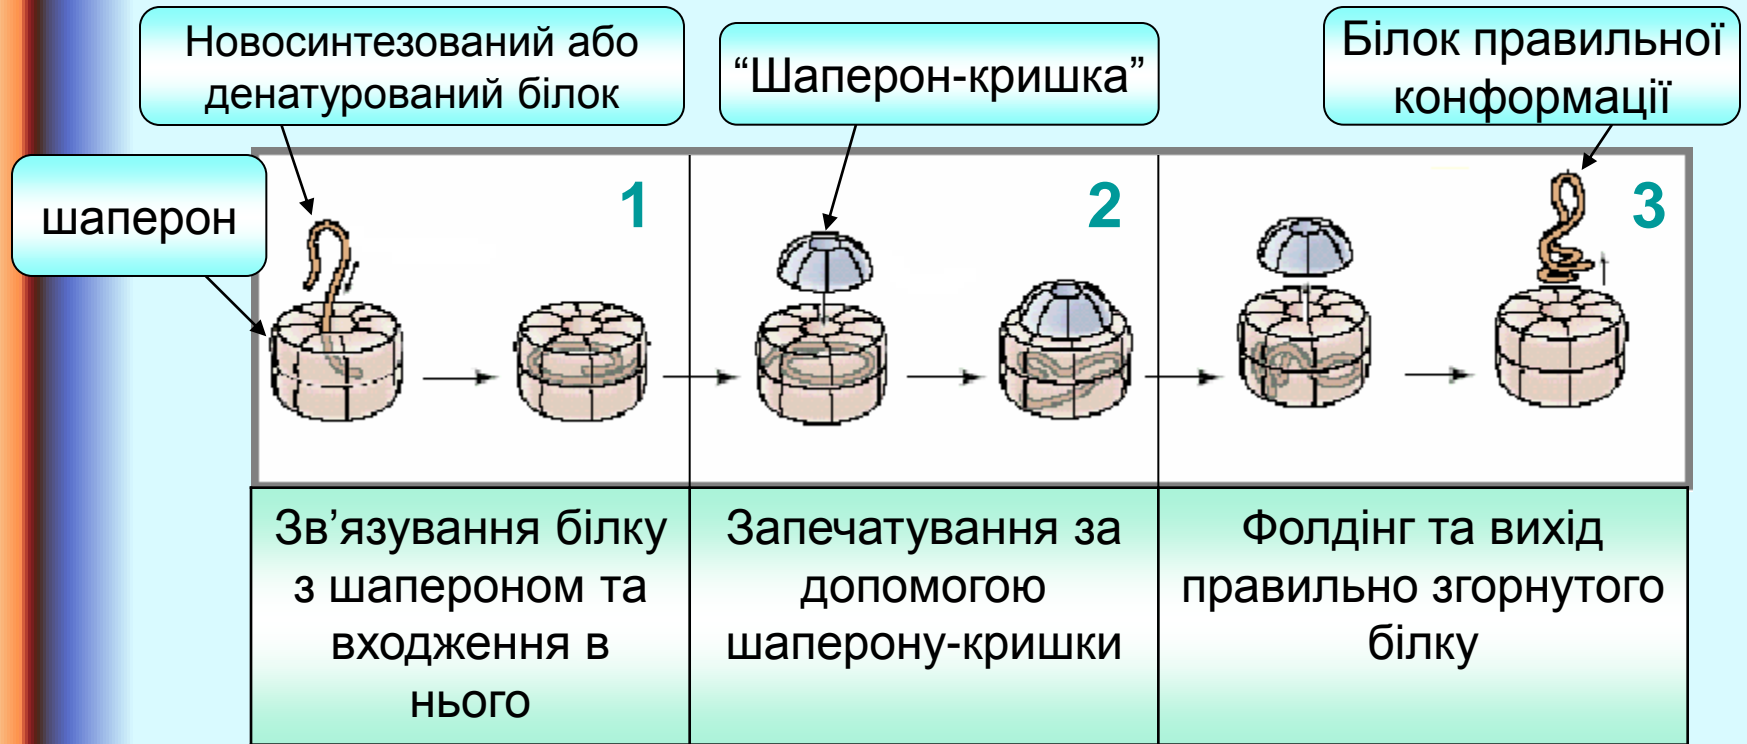 Новосинтезований або
денатурований білок
“Шаперон-кришка”
Білок правильної
конформації
шаперон
1
2
3
Зв’язування білку
з шапероном та
входження в
нього
Запечатування за
допомогою
шаперону-кришки
Фолдінг та вихід
правильно згорнутого
білку